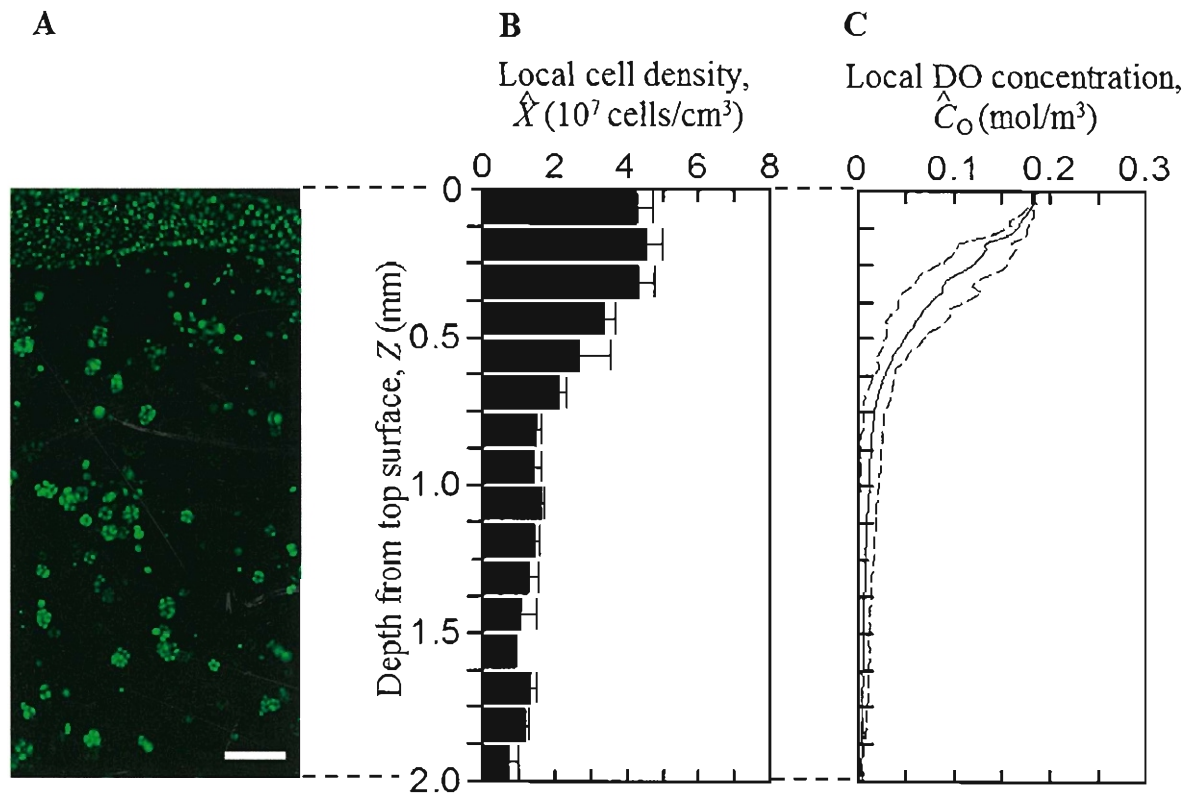 A
B
C
Local cell density,
X̂ (10⁷ cells/cm³)
Local DO concentration,
Ĉ_O (mol/m³)
0 2 4 6 8
0 0.1 0.2 0.3
Depth from top surface, Z (mm)
0
0.5
1.0
1.5
2.0